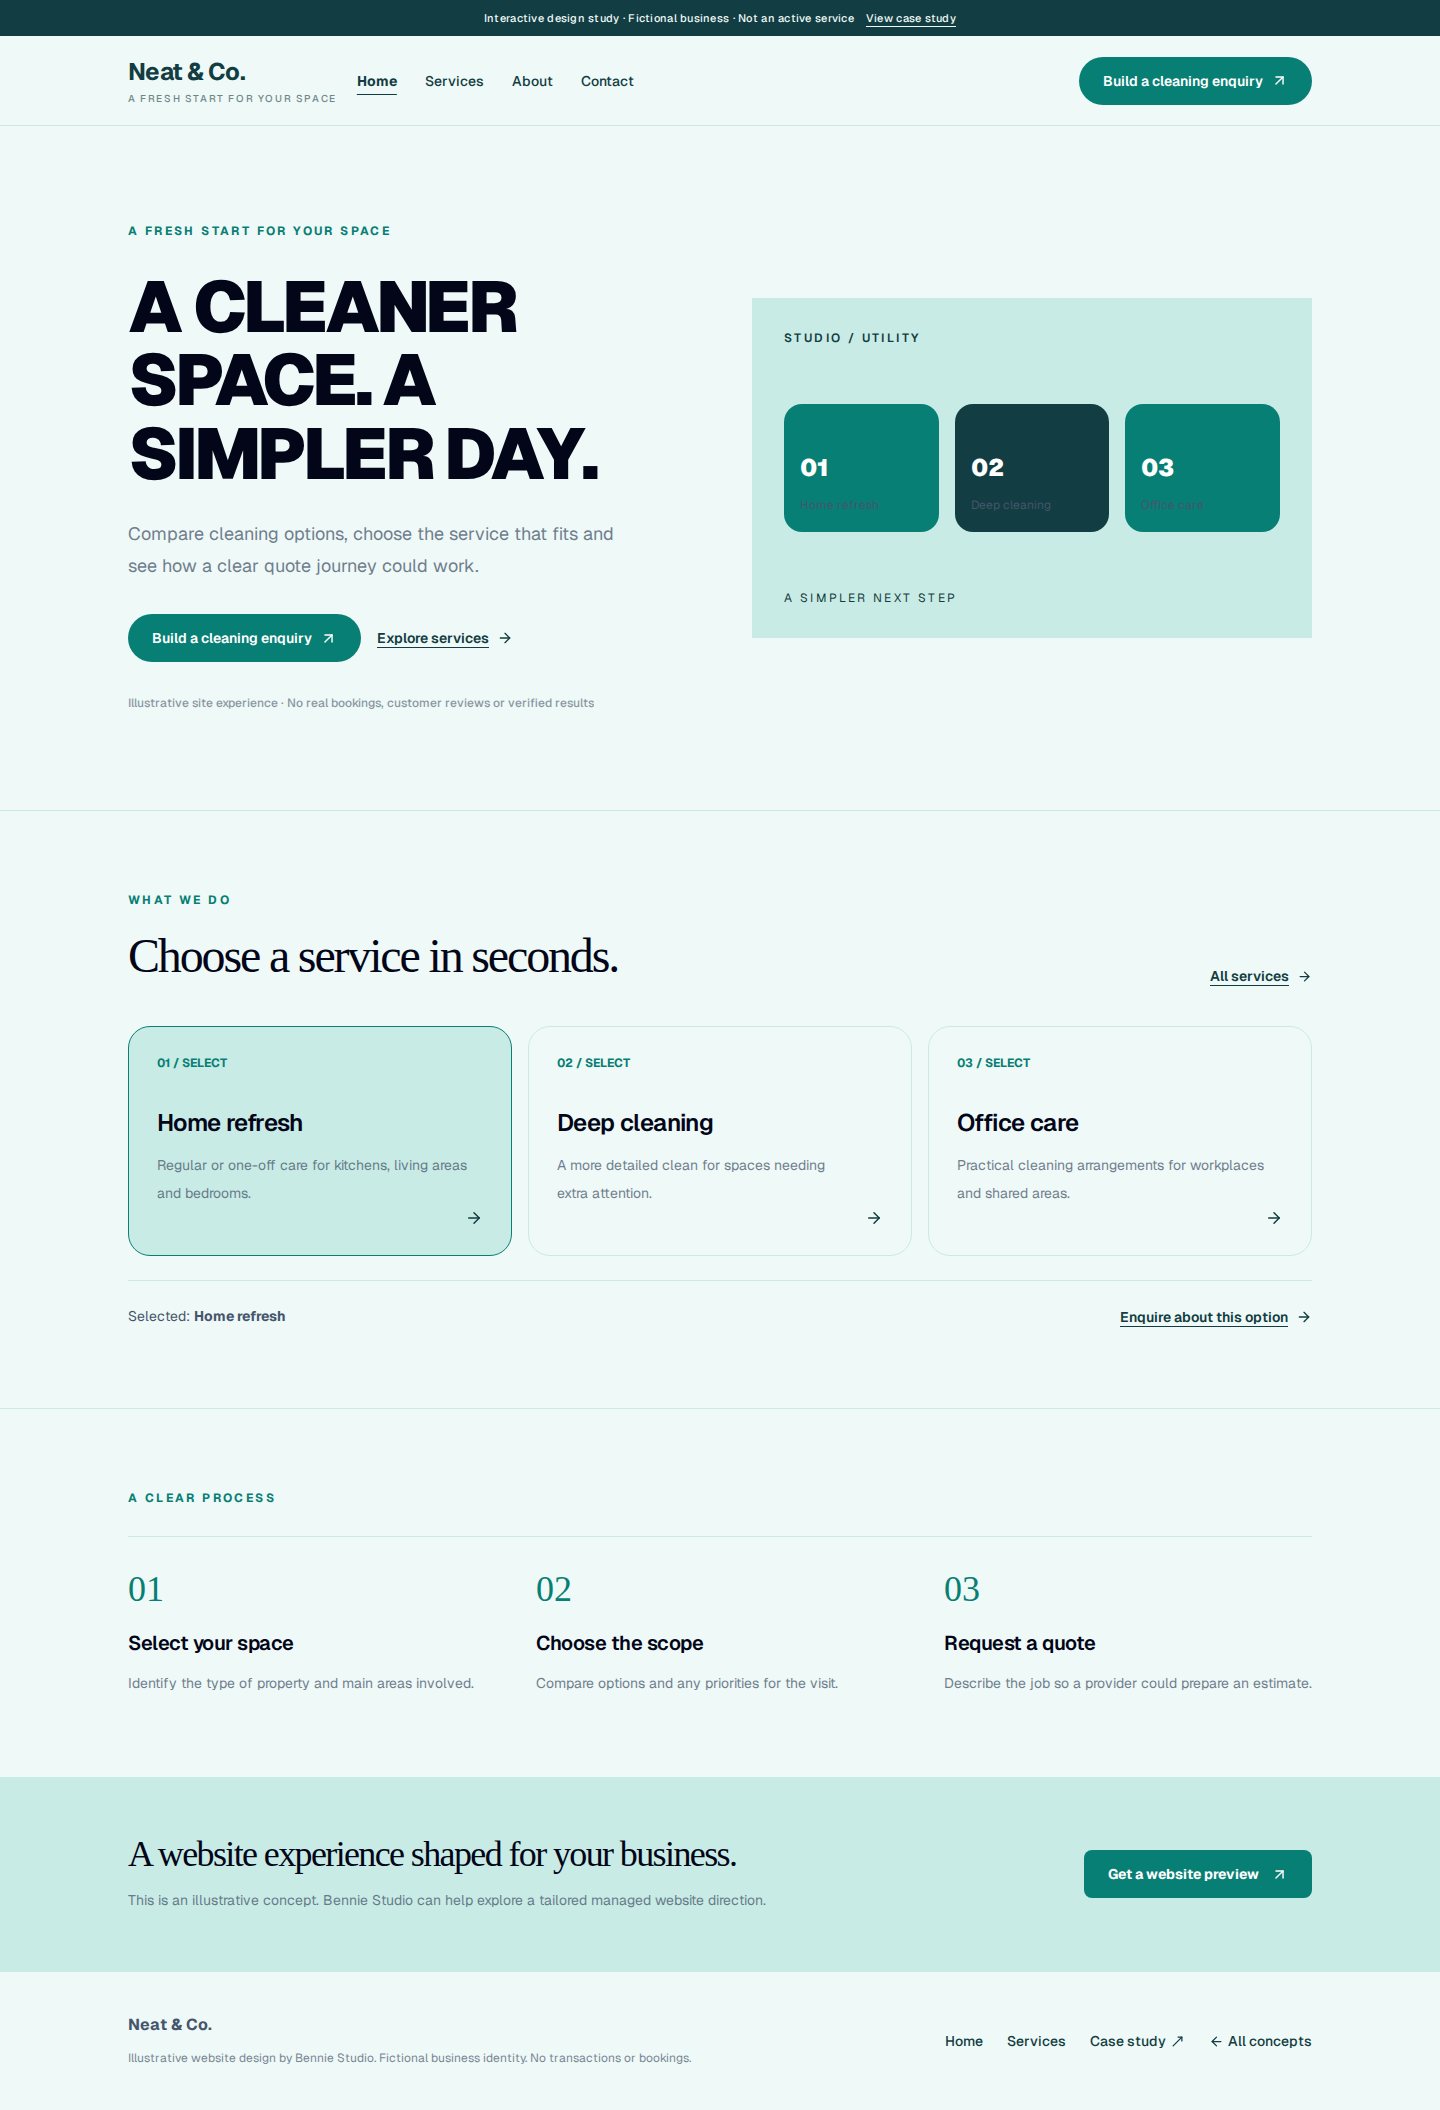 Interactive design study · Fictional business · Not an active service View case study
Neat & Co.
A FRESH START FOR YOUR SPACE
Home Services About Contact
Build a cleaning enquiry ↗
A FRESH START FOR YOUR SPACE
A CLEANER
SPACE. A
SIMPLER DAY.
Compare cleaning options, choose the service that fits and
see how a clear quote journey could work.
Build a cleaning enquiry ↗ Explore services →
Illustrative site experience · No real bookings, customer reviews or verified results
STUDIO / UTILITY
01 02 03
Home refresh Deep cleaning Office care
A SIMPLER NEXT STEP
WHAT WE DO
Choose a service in seconds.
All services →
01 / SELECT
Home refresh
Regular or one-off care for kitchens, living areas
and bedrooms.
→
02 / SELECT
Deep cleaning
A more detailed clean for spaces needing
extra attention.
→
03 / SELECT
Office care
Practical cleaning arrangements for workplaces
and shared areas.
→
Selected: Home refresh
Enquire about this option →
A CLEAR PROCESS
01
Select your space
Identify the type of property and main areas involved.
02
Choose the scope
Compare options and any priorities for the visit.
03
Request a quote
Describe the job so a provider could prepare an estimate.
A website experience shaped for your business.
This is an illustrative concept. Bennie Studio can help explore a tailored managed website direction.
Get a website preview ↗
Neat & Co.
Illustrative website design by Bennie Studio. Fictional business identity. No transactions or bookings.
Home Services Case study ↗ ← All concepts